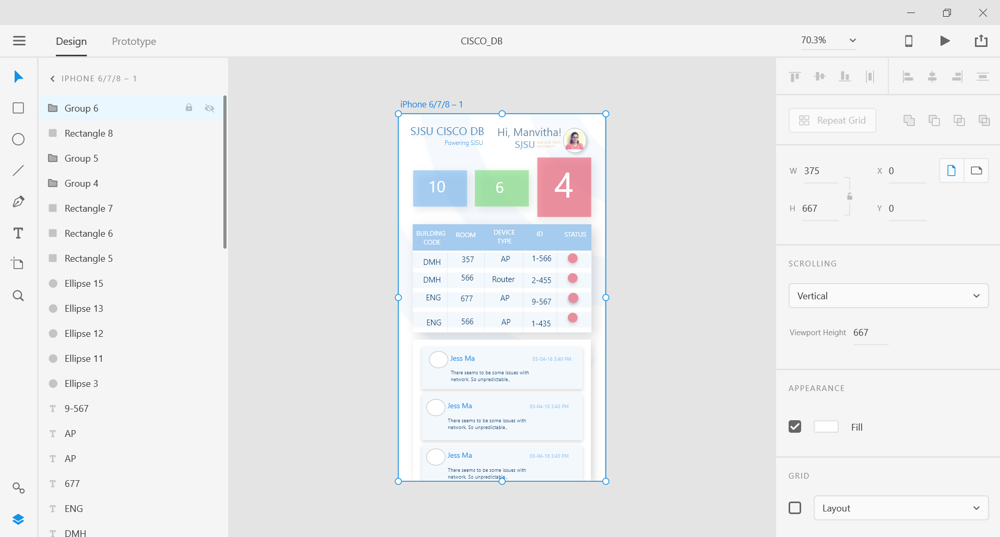 Design
Prototype
CISCO_DB
70.3%
IPHONE 6/7/8 – 1
Group 6
Rectangle 8
Group 5
Group 4
Rectangle 7
Rectangle 6
Rectangle 5
Ellipse 15
Ellipse 13
Ellipse 12
Ellipse 11
Ellipse 3
9-567
AP
AP
677
ENG
DMH
iPhone 6/7/8 – 1
SJSU CISCO DB
Powering SJSU
Hi, Manvitha!
SJSU SAN JOSÉ STATE
UNIVERSITY
10
6
4
BUILDING
CODE
ROOM
DEVICE
TYPE
ID
STATUS
DMH 357 AP 1-566
DMH 566 Router 2-455
ENG 677 AP 9-567
ENG 566 AP 1-435
Jess Ma 03-04-18 3:40 PM
There seems to be some issues with
network. So unpredictable.,
Jess Ma 03-04-18 3:40 PM
There seems to be some issues with
network. So unpredictable.,
Jess Ma 03-04-18 3:40 PM
There seems to be some issues with
network. So unpredictable.,
Repeat Grid
W 375 X 0
H 667 Y 0
SCROLLING
Vertical
Viewport Height 667
APPEARANCE
Fill
GRID
Layout